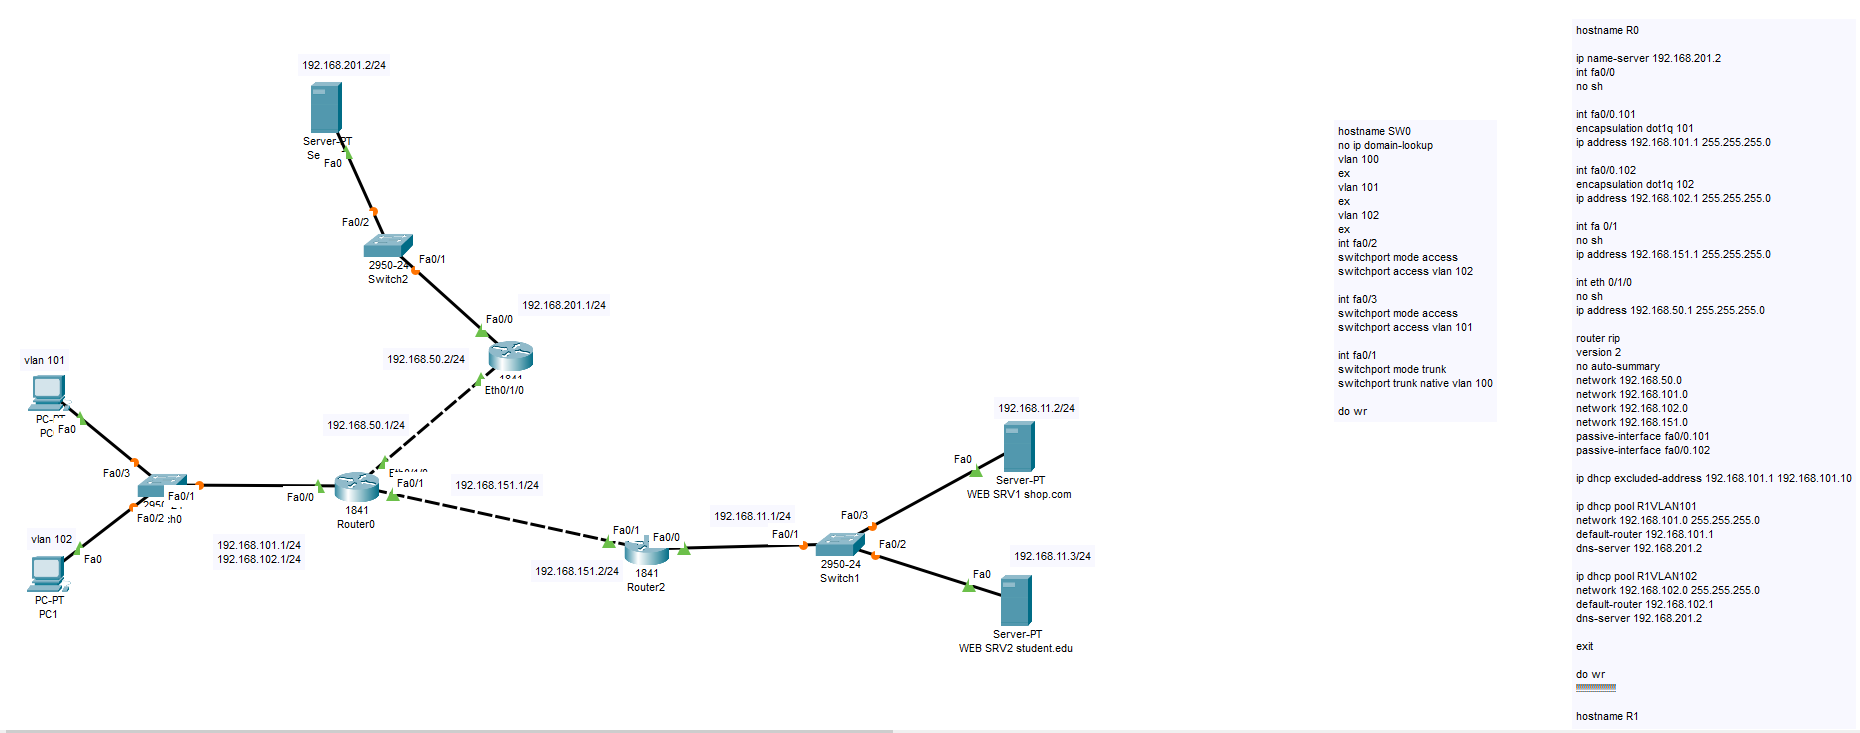 192.168.201.2/24
Server-PT
Se
Fa0
Fa0/2
Fa0/1
2950-24
Switch2
192.168.201.1/24
Fa0/0
192.168.50.2/24
1841
Eth0/1/0
vlan 101
PC-PT
PC
Fa0
192.168.50.1/24
Fa0/3
Fa0/1
Fa0/2
Fa0/0
Eth0/1/0
Fa0/1
192.168.151.1/24
1841
Router0
vlan 102
Fa0
PC-PT
PC1
192.168.101.1/24
192.168.102.1/24
Fa0/1
Fa0/0
192.168.151.2/24
1841
Router2
192.168.11.1/24
Fa0/1
Fa0/3
Fa0/2
2950-24
Switch1
192.168.11.2/24
Fa0
Server-PT
WEB SRV1 shop.com
192.168.11.3/24
Fa0
Server-PT
WEB SRV2 student.edu
hostname SW0
no ip domain-lookup
vlan 100
ex
vlan 101
ex
vlan 102
ex
int fa0/2
switchport mode access
switchport access vlan 102
int fa0/3
switchport mode access
switchport access vlan 101
int fa0/1
switchport mode trunk
switchport trunk native vlan 100
do wr
hostname R0
ip name-server 192.168.201.2
int fa0/0
no sh
int fa0/0.101
encapsulation dot1q 101
ip address 192.168.101.1 255.255.255.0
int fa0/0.102
encapsulation dot1q 102
ip address 192.168.102.1 255.255.255.0
int fa 0/1
no sh
ip address 192.168.151.1 255.255.255.0
int eth 0/1/0
no sh
ip address 192.168.50.1 255.255.255.0
router rip
version 2
no auto-summary
network 192.168.50.0
network 192.168.101.0
network 192.168.102.0
network 192.168.151.0
passive-interface fa0/0.101
passive-interface fa0/0.102
ip dhcp excluded-address 192.168.101.1 192.168.101.10
ip dhcp pool R1VLAN101
network 192.168.101.0 255.255.255.0
default-router 192.168.101.1
dns-server 192.168.201.2
ip dhcp pool R1VLAN102
network 192.168.102.0 255.255.255.0
default-router 192.168.102.1
dns-server 192.168.201.2
exit
do wr
hostname R1